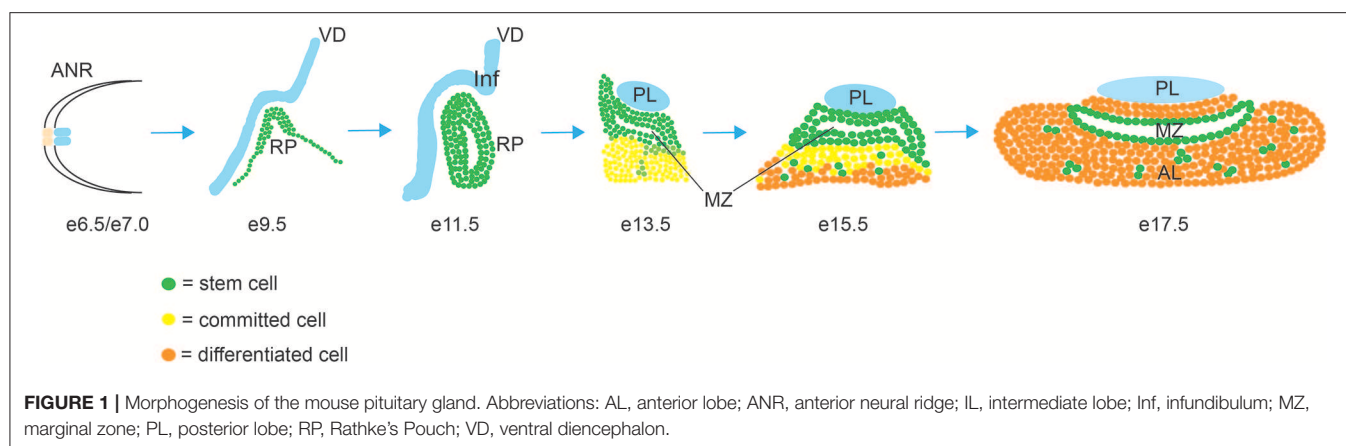 VD
VD
ANR
Inf
PL
PL
PL
RP
RP
MZ
MZ
AL
e6.5/e7.0
e9.5
e11.5
e13.5
e15.5
e17.5
= stem cell
= committed cell
= differentiated cell
FIGURE 1 | Morphogenesis of the mouse pituitary gland. Abbreviations: AL, anterior lobe; ANR, anterior neural ridge; IL, intermediate lobe; Inf, infundibulum; MZ,
marginal zone; PL, posterior lobe; RP, Rathke's Pouch; VD, ventral diencephalon.